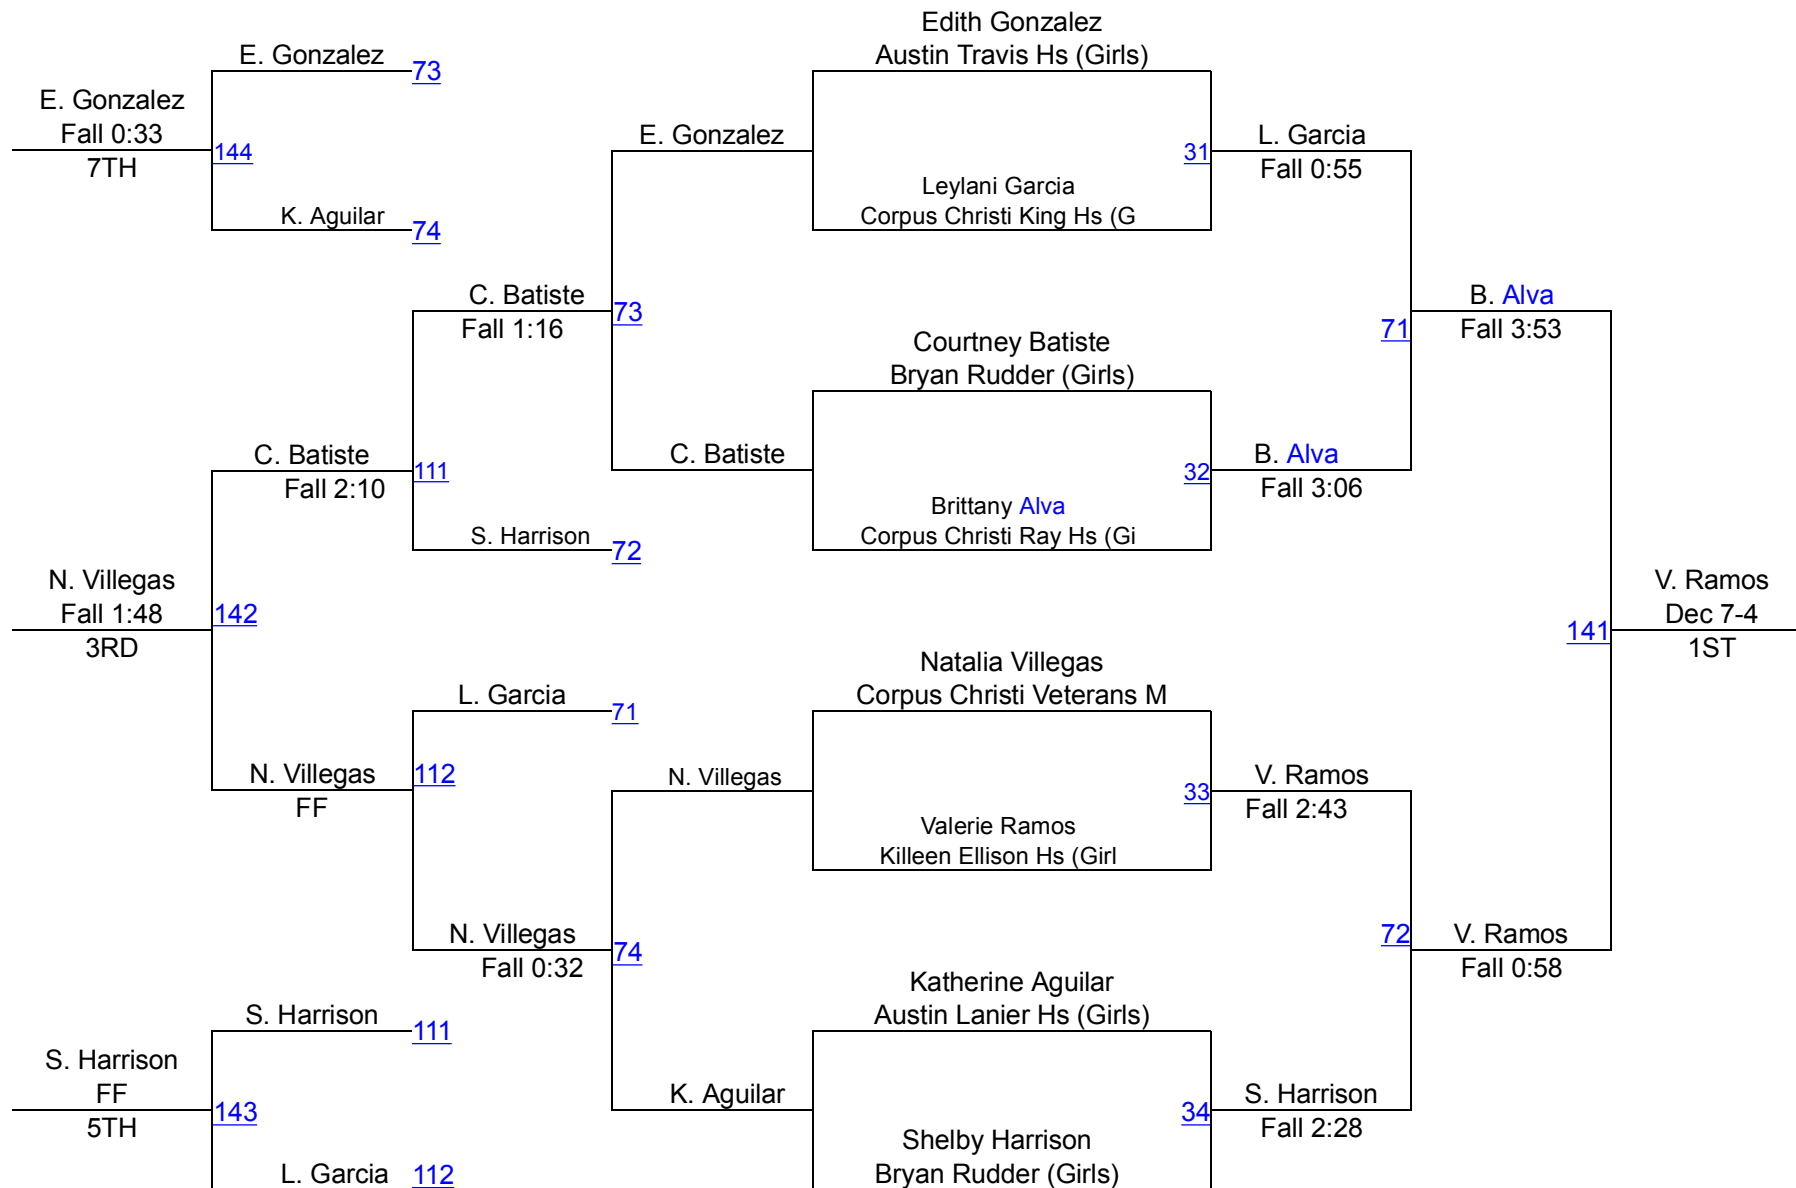 Edith Gonzalez
Austin Travis Hs (Girls)
E. Gonzalez
73
E. Gonzalez
Fall 0:33
7TH
144
E. Gonzalez
31
L. Garcia
Fall 0:55
Leylani Garcia
Corpus Christi King Hs (G
K. Aguilar
74
C. Batiste
Fall 1:16
73
B. Alva
Fall 3:53
71
Courtney Batiste
Bryan Rudder (Girls)
C. Batiste
Fall 2:10
111
C. Batiste
32
B. Alva
Fall 3:06
Brittany Alva
Corpus Christi Ray Hs (Gi
S. Harrison
72
N. Villegas
Fall 1:48
3RD
142
141
V. Ramos
Dec 7-4
1ST
Natalia Villegas
Corpus Christi Veterans M
L. Garcia
71
N. Villegas
FF
112
N. Villegas
33
V. Ramos
Fall 2:43
Valerie Ramos
Killeen Ellison Hs (Girl
N. Villegas
Fall 0:32
74
72
V. Ramos
Fall 0:58
Katherine Aguilar
Austin Lanier Hs (Girls)
S. Harrison
111
S. Harrison
FF
5TH
143
K. Aguilar
34
S. Harrison
Fall 2:28
Shelby Harrison
Bryan Rudder (Girls)
L. Garcia
112